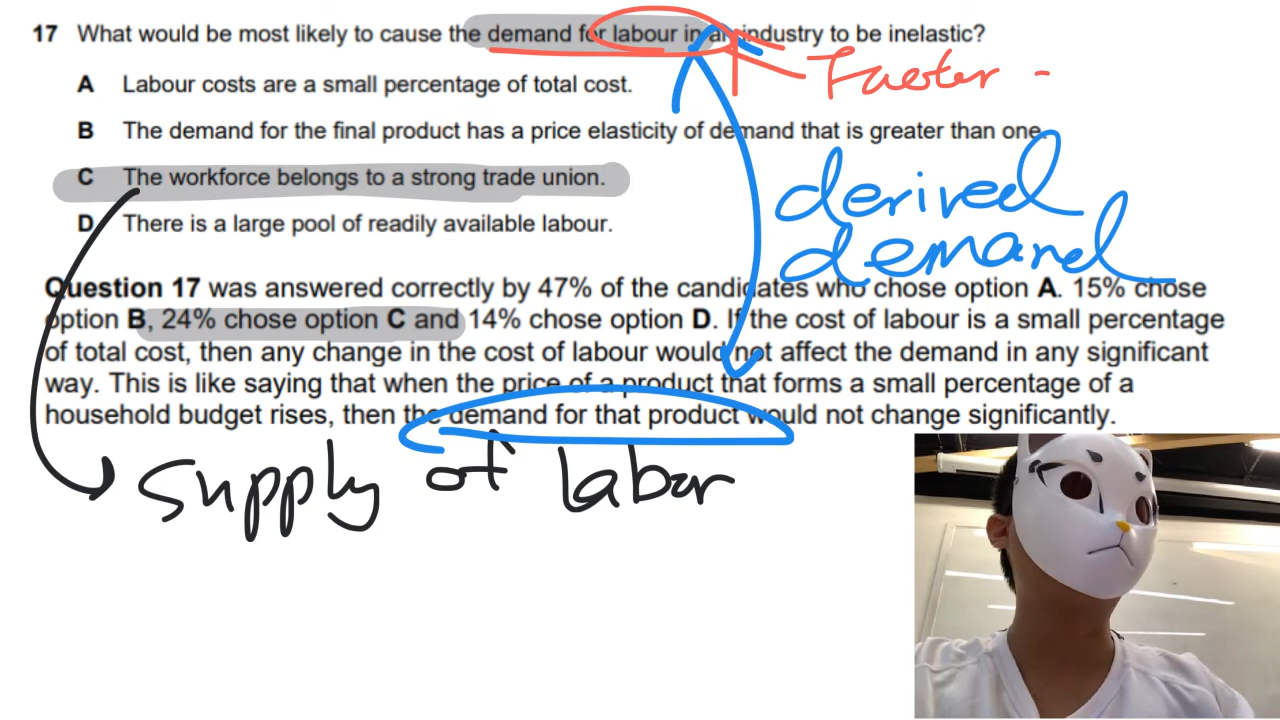 17 What would be most likely to cause the demand for labour in an industry to be inelastic?
Factor -
A Labour costs are a small percentage of total cost.
B The demand for the final product has a price elasticity of demand that is greater than one.
C The workforce belongs to a strong trade union.
derived
D There is a large pool of readily available labour.
demand
Question 17 was answered correctly by 47% of the candidates who chose option A. 15% chose
option B, 24% chose option C and 14% chose option D. If the cost of labour is a small percentage
of total cost, then any change in the cost of labour would not affect the demand in any significant
way. This is like saying that when the price of a product that forms a small percentage of a
household budget rises, then the demand for that product would not change significantly.
supply of labor